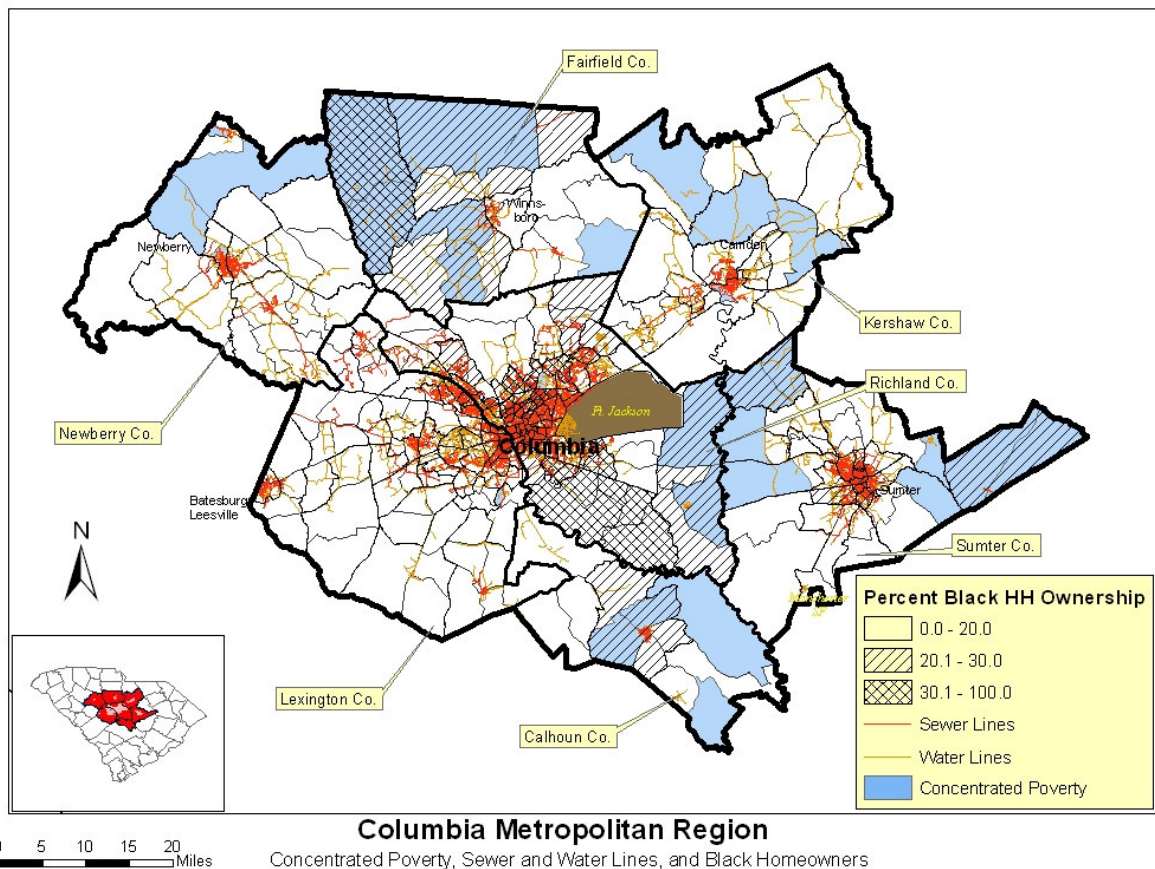 Fairfield Co.
Winns-
boro
Newberry
Camden
Kershaw Co.
Richland Co.
Ft. Jackson
Newberry Co.
Columbia
Batesburg
Leesville
Sumter
N
Sumter Co.
Percent Black HH Ownership
0.0 - 20.0
20.1 - 30.0
30.1 - 100.0
Sewer Lines
Water Lines
Concentrated Poverty
Lexington Co.
Calhoun Co.
Columbia Metropolitan Region
5 10 15 20
Miles
Concentrated Poverty, Sewer and Water Lines, and Black Homeowners